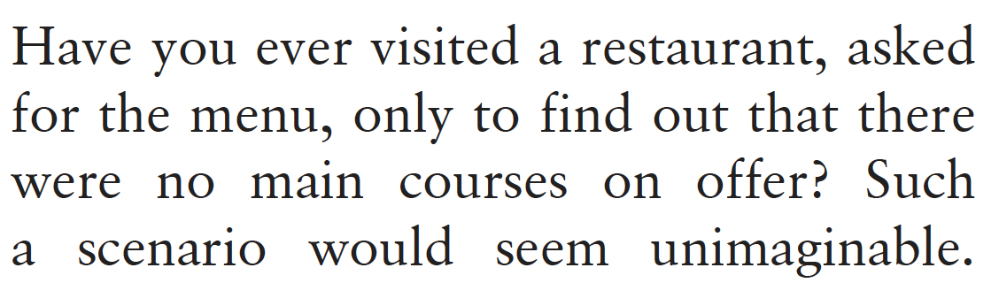 Have you ever visited a restaurant, asked
for the menu, only to find out that there
were no main courses on offer? Such
a scenario would seem unimaginable.